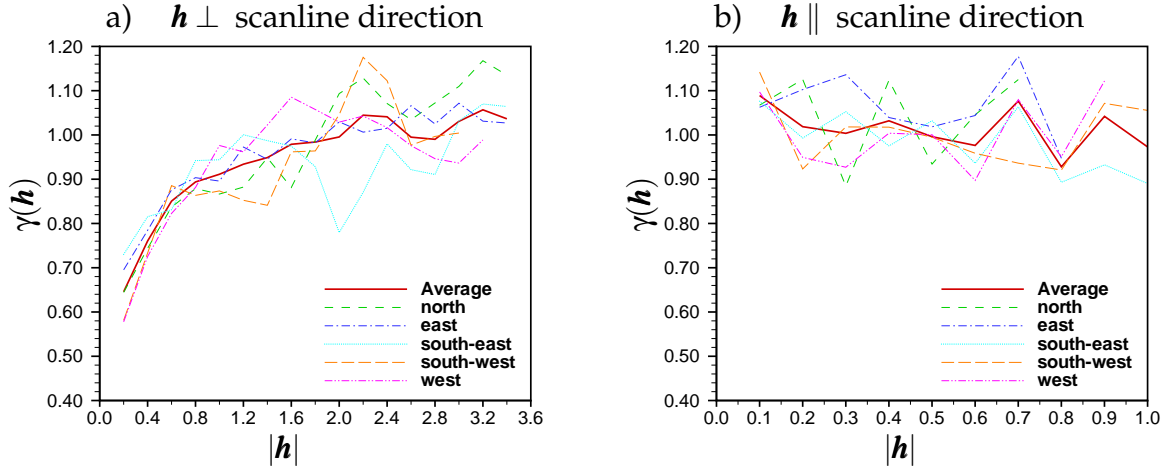 a) h ⊥ scanline direction
1.20
1.10
1.00
0.90
0.80
0.70
0.60
0.50
0.40
γ(h)
0.0 0.4 0.8 1.2 1.6 2.0 2.4 2.8 3.2 3.6
|h|
Average
north
east
south-east
south-west
west
b) h ∥ scanline direction
1.20
1.10
1.00
0.90
0.80
0.70
0.60
0.50
0.40
γ(h)
0.0 0.1 0.2 0.3 0.4 0.5 0.6 0.7 0.8 0.9 1.0
|h|
Average
north
east
south-east
south-west
west